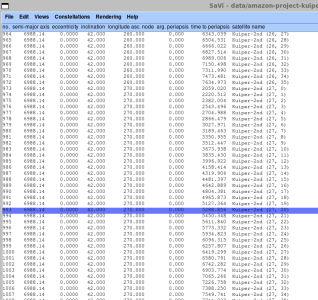 SaVi - data/amazon-project-kuipe
File Edit Views Constellations Rendering Help
no. semi-major axis eccentricity inclination longitude asc. node arg. periapsis time to periapsis satellite name
964 6988.14 0.0000 42.000 260.000 0.000 6343.039 Kuiper-2nd (26, 27)
965 6988.14 0.0000 42.000 260.000 0.000 6504.531 Kuiper-2nd (26, 28)
966 6988.14 0.0000 42.000 260.000 0.000 6666.022 Kuiper-2nd (26, 29)
967 6988.14 0.0000 42.000 260.000 0.000 6827.514 Kuiper-2nd (26, 30)
968 6988.14 0.0000 42.000 260.000 0.000 6989.006 Kuiper-2nd (26, 31)
969 6988.14 0.0000 42.000 260.000 0.000 7150.498 Kuiper-2nd (26, 32)
970 6988.14 0.0000 42.000 260.000 0.000 7311.990 Kuiper-2nd (26, 33)
971 6988.14 0.0000 42.000 260.000 0.000 7473.481 Kuiper-2nd (26, 34)
972 6988.14 0.0000 42.000 260.000 0.000 7634.973 Kuiper-2nd (26, 35)
973 6988.14 0.0000 42.000 270.000 0.000 2059.020 Kuiper-2nd (27, 0)
974 6988.14 0.0000 42.000 270.000 0.000 2220.512 Kuiper-2nd (27, 1)
975 6988.14 0.0000 42.000 270.000 0.000 2382.004 Kuiper-2nd (27, 2)
976 6988.14 0.0000 42.000 270.000 0.000 2543.496 Kuiper-2nd (27, 3)
977 6988.14 0.0000 42.000 270.000 0.000 2704.988 Kuiper-2nd (27, 4)
978 6988.14 0.0000 42.000 270.000 0.000 2866.479 Kuiper-2nd (27, 5)
979 6988.14 0.0000 42.000 270.000 0.000 3027.971 Kuiper-2nd (27, 6)
980 6988.14 0.0000 42.000 270.000 0.000 3189.463 Kuiper-2nd (27, 7)
981 6988.14 0.0000 42.000 270.000 0.000 3350.955 Kuiper-2nd (27, 8)
982 6988.14 0.0000 42.000 270.000 0.000 3512.447 Kuiper-2nd (27, 9)
983 6988.14 0.0000 42.000 270.000 0.000 3673.938 Kuiper-2nd (27, 10)
984 6988.14 0.0000 42.000 270.000 0.000 3835.430 Kuiper-2nd (27, 11)
985 6988.14 0.0000 42.000 270.000 0.000 3996.922 Kuiper-2nd (27, 12)
986 6988.14 0.0000 42.000 270.000 0.000 4158.414 Kuiper-2nd (27, 13)
987 6988.14 0.0000 42.000 270.000 0.000 4319.906 Kuiper-2nd (27, 14)
988 6988.14 0.0000 42.000 270.000 0.000 4481.397 Kuiper-2nd (27, 15)
989 6988.14 0.0000 42.000 270.000 0.000 4642.889 Kuiper-2nd (27, 16)
990 6988.14 0.0000 42.000 270.000 0.000 4804.381 Kuiper-2nd (27, 17)
991 6988.14 0.0000 42.000 270.000 0.000 4965.873 Kuiper-2nd (27, 18)
992 6988.14 0.0000 42.000 270.000 0.000 5127.364 Kuiper-2nd (27, 19)
993
994 6988.14 0.0000 42.000 270.000 0.000 5450.348 Kuiper-2nd (27, 21)
995 6988.14 0.0000 42.000 270.000 0.000 5611.840 Kuiper-2nd (27, 22)
996 6988.14 0.0000 42.000 270.000 0.000 5773.332 Kuiper-2nd (27, 23)
997 6988.14 0.0000 42.000 270.000 0.000 5934.823 Kuiper-2nd (27, 24)
998 6988.14 0.0000 42.000 270.000 0.000 6096.315 Kuiper-2nd (27, 25)
999 6988.14 0.0000 42.000 270.000 0.000 6257.807 Kuiper-2nd (27, 26)
1000 6988.14 0.0000 42.000 270.000 0.000 6419.299 Kuiper-2nd (27, 27)
1001 6988.14 0.0000 42.000 270.000 0.000 6580.791 Kuiper-2nd (27, 28)
1002 6988.14 0.0000 42.000 270.000 0.000 6742.282 Kuiper-2nd (27, 29)
1003 6988.14 0.0000 42.000 270.000 0.000 6903.774 Kuiper-2nd (27, 30)
1004 6988.14 0.0000 42.000 270.000 0.000 7065.266 Kuiper-2nd (27, 31)
1005 6988.14 0.0000 42.000 270.000 0.000 7226.758 Kuiper-2nd (27, 32)
1006 6988.14 0.0000 42.000 270.000 0.000 7388.250 Kuiper-2nd (27, 33)
1007 6988.14 0.0000 42.000 270.000 0.000 7549.741 Kuiper-2nd (27, 34)